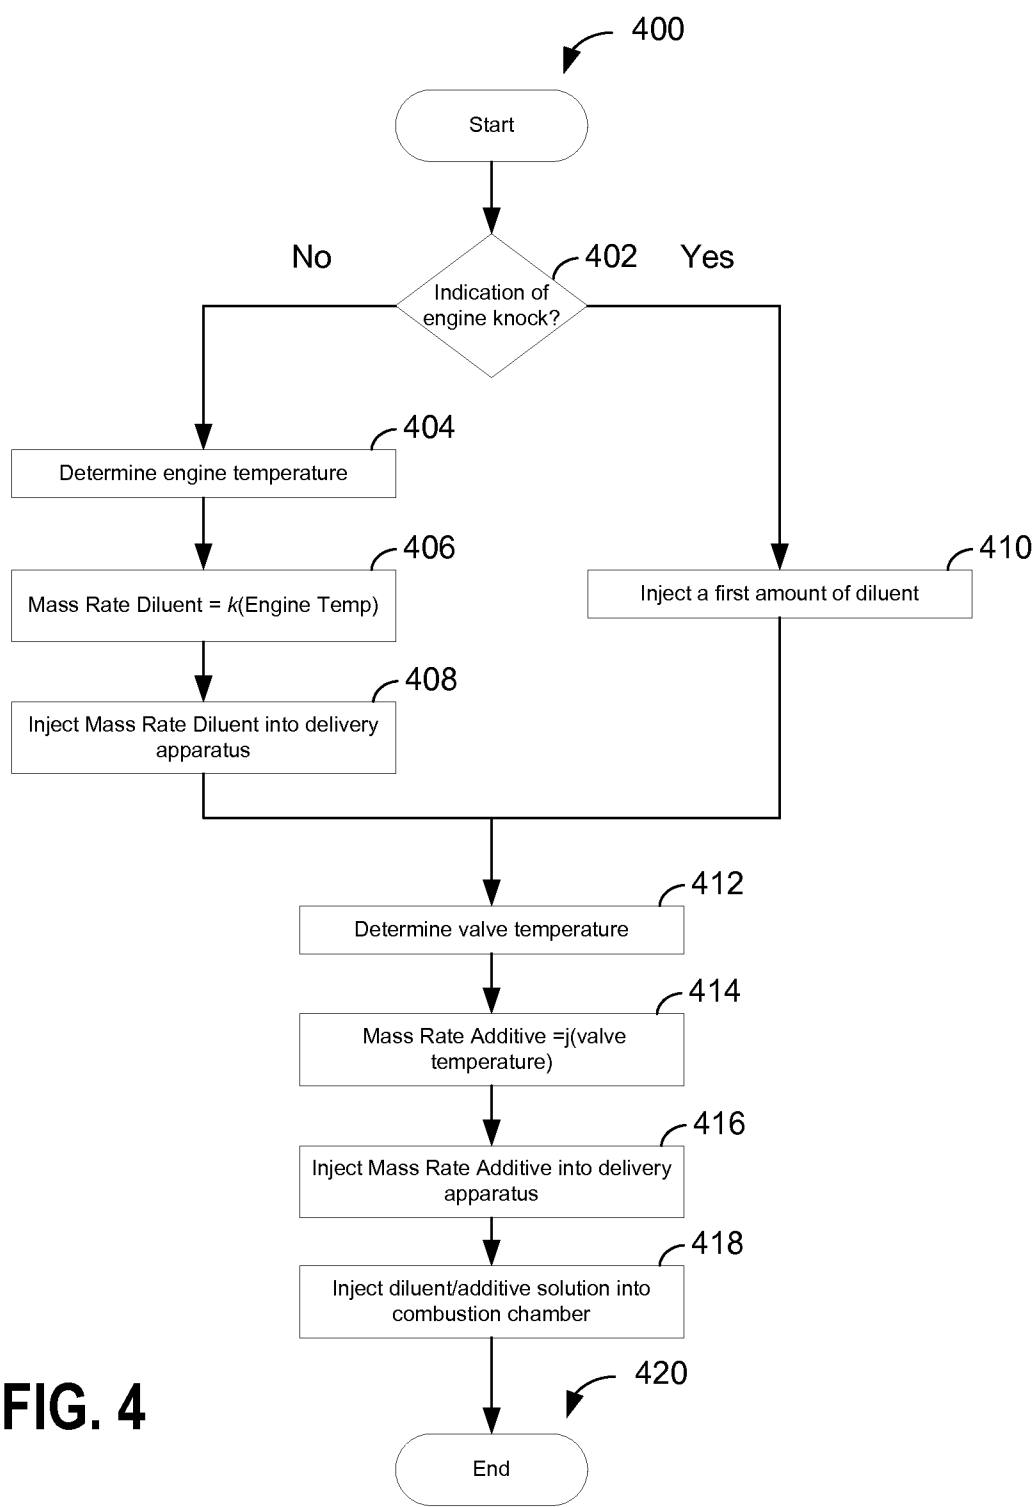 400
Start
No
402
Yes
Indication of
engine knock?
404
Determine engine temperature
406
Mass Rate Diluent = k(Engine Temp)
410
Inject a first amount of diluent
408
Inject Mass Rate Diluent into delivery
apparatus
412
Determine valve temperature
414
Mass Rate Additive =j(valve
temperature)
416
Inject Mass Rate Additive into delivery
apparatus
418
Inject diluent/additive solution into
combustion chamber
420
FIG. 4
End